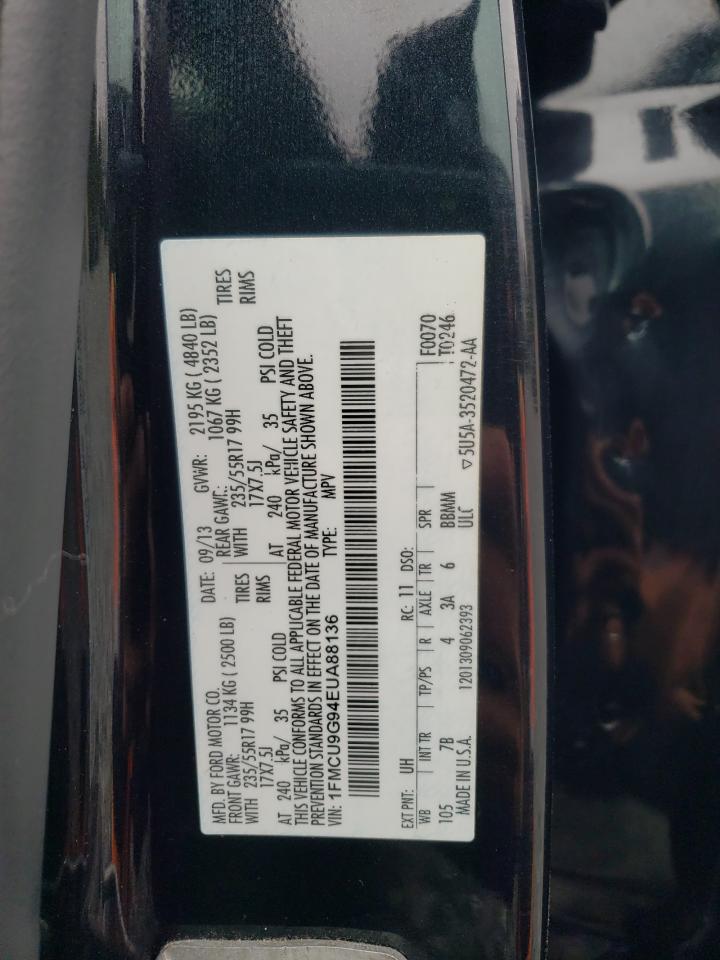 MFD. BY FORD MOTOR CO.
DATE: 09/13 GVWR: 2195 KG ( 4840 LB)
FRONT GAWR: 1134 KG ( 2500 LB) REAR GAWR: 1067 KG ( 2352 LB)
WITH 235/55R17 99H TIRES WITH 235/55R17 99H TIRES
17X7.5J RIMS 17X7.5J RIMS
AT 240 kPa/ 35 PSI COLD AT 240 kPa/ 35 PSI COLD
THIS VEHICLE CONFORMS TO ALL APPLICABLE FEDERAL MOTOR VEHICLE SAFETY AND THEFT
PREVENTION STANDARDS IN EFFECT ON THE DATE OF MANUFACTURE SHOWN ABOVE.
VIN: 1FMCU9G94EUA88136 TYPE: MPV
EXT PNT: UH RC: 11 DSO: F0070
WB INT TR TP/PS R AXLE TR SPR T0246
105 7B 4 3A 6 BBMM
MADE IN U.S.A. 1201309062393 ULC ▽5U5A-3520472-AA